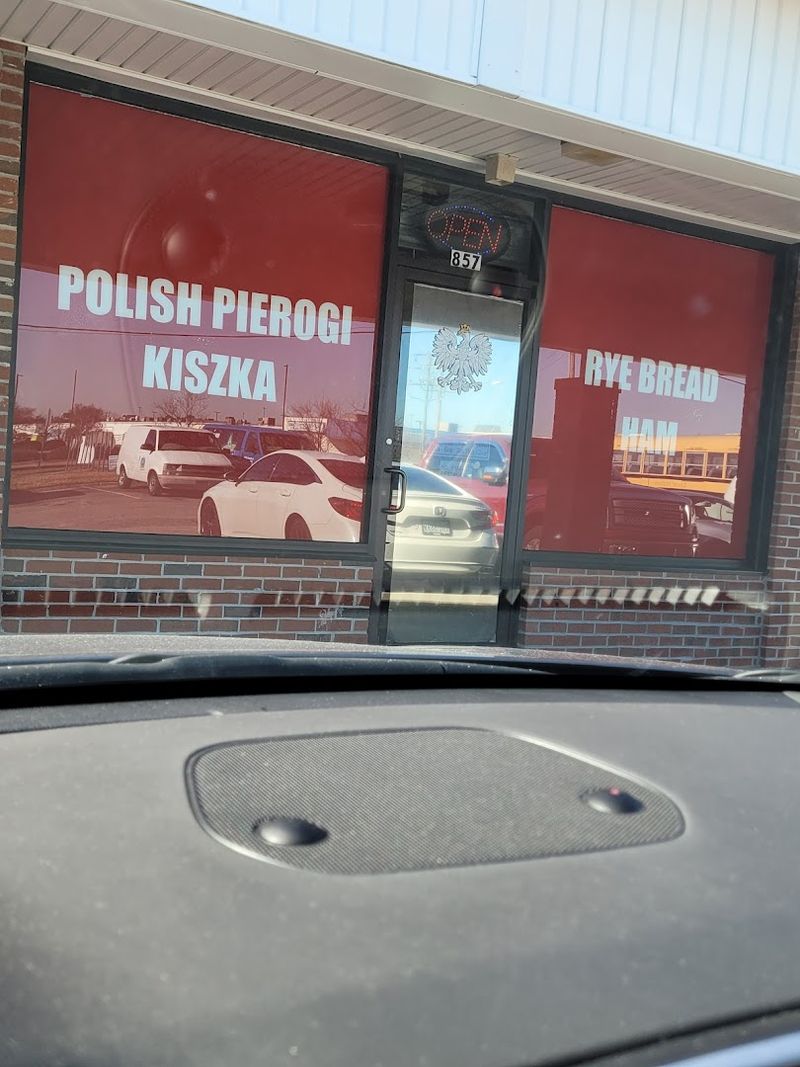 POLISH PIEROGI
KISZKA
OPEN
857
RYE BREAD
HAM